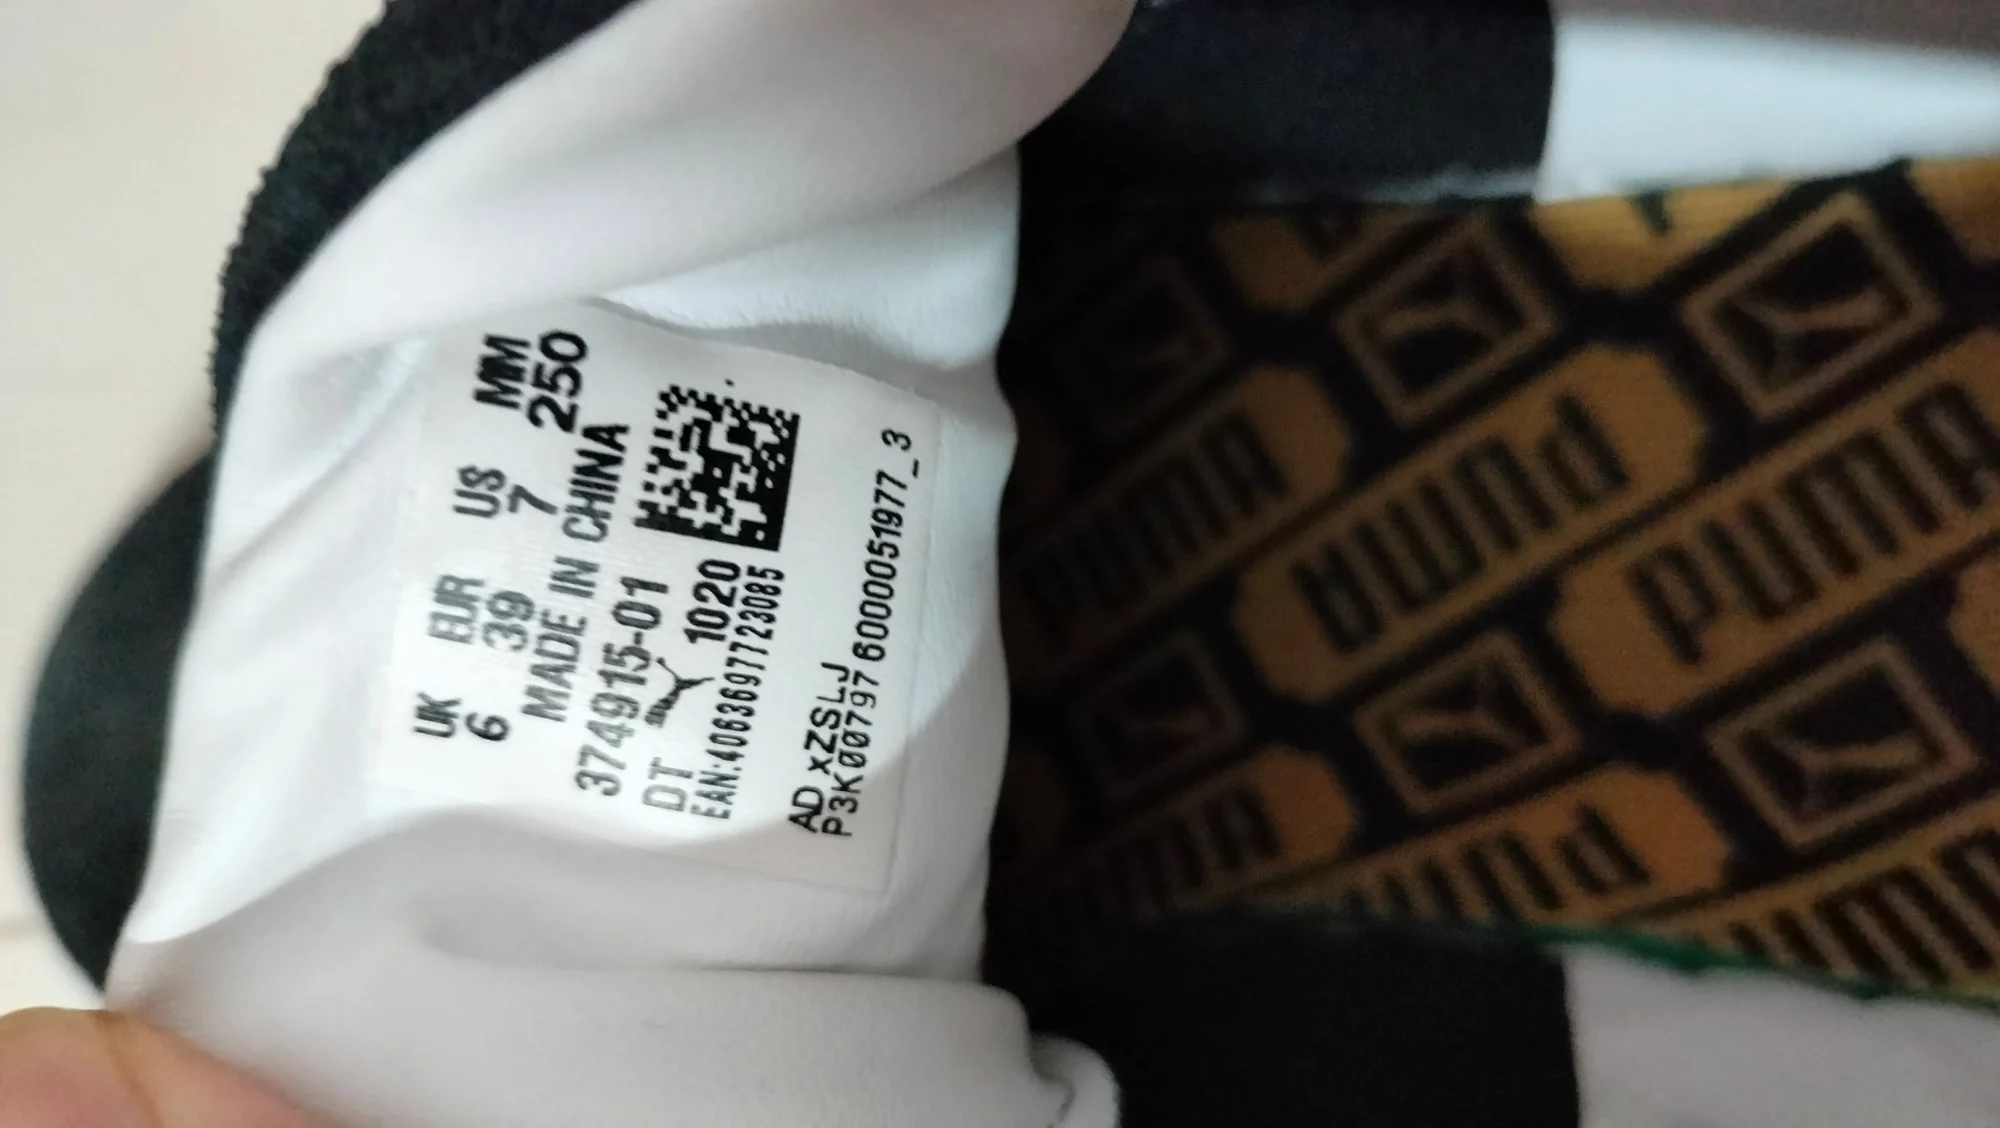 UK EUR US MM
6 39 7 250
MADE IN CHINA
374915-01
DT 1020
EAN:4063697723085
AD xZSLJ
P3K00797 6000051977_3
PUMA
PUMA
PUMA
PUMA
PUMA